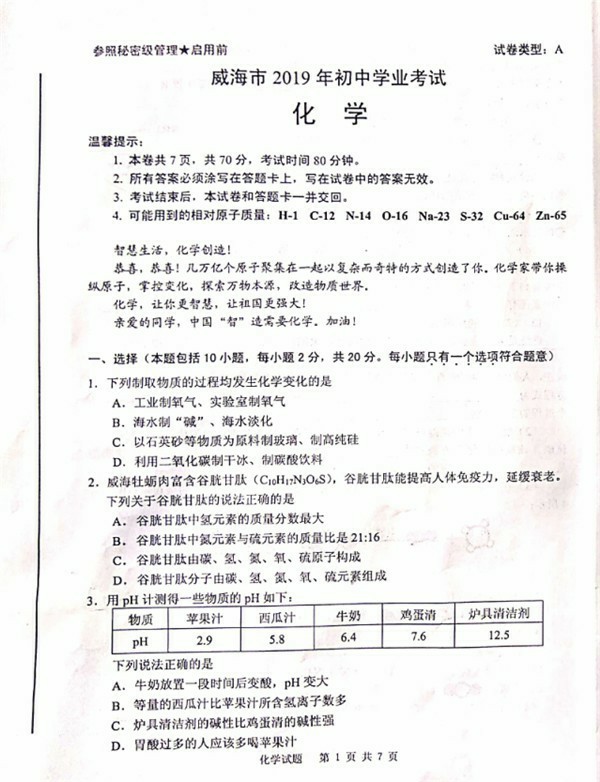 参照秘密级管理★启用前 试卷类型：A
威海市 2019 年初中学业考试
化 学
温馨提示：
1. 本卷共 7 页，共 70 分，考试时间 80 分钟。
2. 所有答案必须涂写在答题卡上，写在试卷中的答案无效。
3. 考试结束后，本试卷和答题卡一并交回。
4. 可能用到的相对原子质量：H-1 C-12 N-14 O-16 Na-23 S-32 Cu-64 Zn-65
智慧生活，化学创造！
恭喜，恭喜！几万亿个原子聚集在一起以复杂而奇特的方式创造了你。化学家带你操
纵原子，掌控变化，探索万物本源，改造物质世界。
化学，让你更智慧，让祖国更强大！
亲爱的同学，中国“智”造需要化学。加油！
一、选择（本题包括 10 小题，每小题 2 分，共 20 分。每小题只有一个选项符合题意）
1. 下列制取物质的过程均发生化学变化的是
A. 工业制氧气、实验室制氧气
B. 海水制“碱”、海水淡化
C. 以石英砂等物质为原料制玻璃、制高纯硅
D. 利用二氧化碳制干冰、制碳酸饮料
2. 威海牡蛎肉富含谷胱甘肽（C₁₀H₁₇N₃O₆S），谷胱甘肽能提高人体免疫力，延缓衰老。
下列关于谷胱甘肽的说法正确的是
A. 谷胱甘肽中氢元素的质量分数最大
B. 谷胱甘肽中氮元素与硫元素的质量比是 21:16
C. 谷胱甘肽由碳、氢、氮、氧、硫原子构成
D. 谷胱甘肽分子由碳、氢、氮、氧、硫元素组成
3. 用 pH 计测得一些物质的 pH 如下：
物质 苹果汁 西瓜汁 牛奶 鸡蛋清 炉具清洁剂
pH 2.9 5.8 6.4 7.6 12.5
下列说法正确的是
A. 牛奶放置一段时间后变酸，pH 变大
B. 等量的西瓜汁比苹果汁所含氢离子数多
C. 炉具清洁剂的碱性比鸡蛋清的碱性强
D. 胃酸过多的人应该多喝苹果汁
化学试题 第 1 页 共 7 页